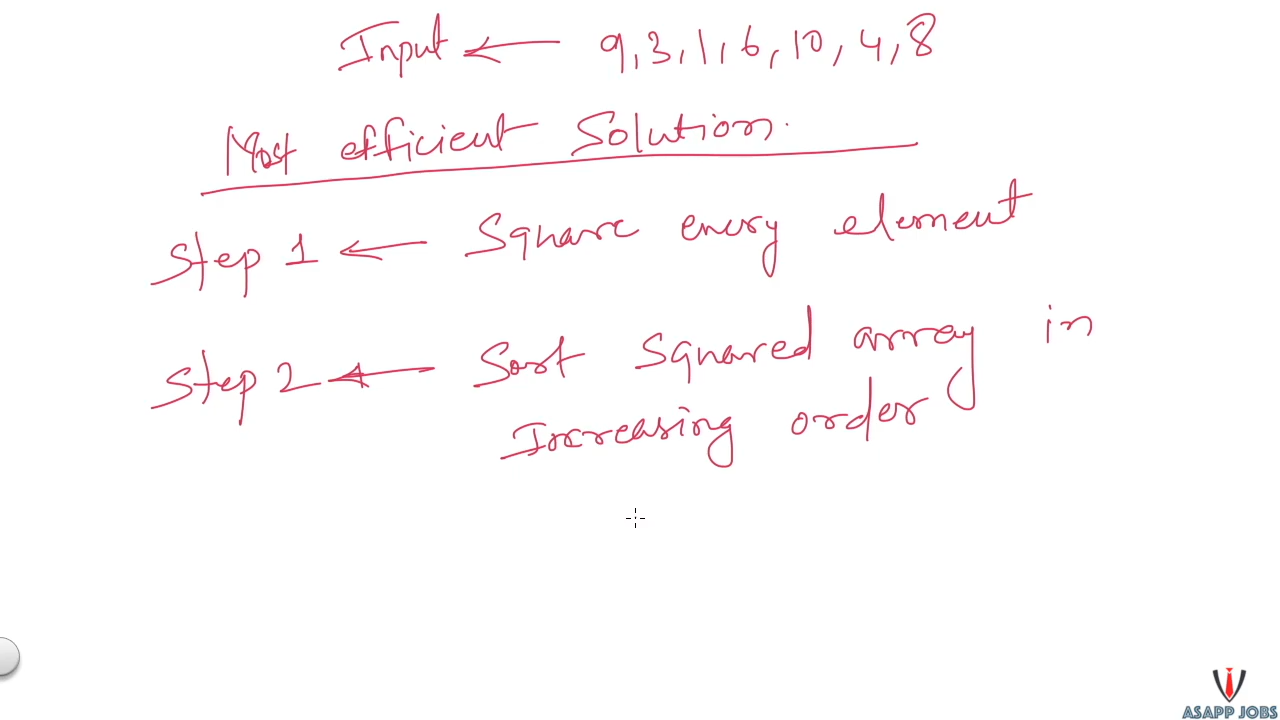 Input ← 9, 3, 1, 6, 10, 4, 8
Most efficient Solution.
Step 1 ← Square every element
Step 2 ← Sort squared array in
Increasing order
ASAPP JOBS